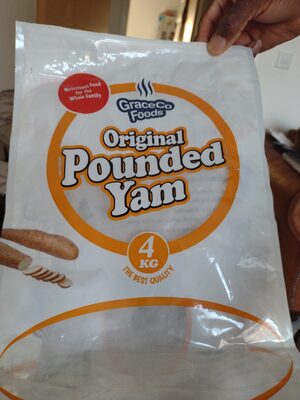 Nutritious Food
for the
Whole Family
GraceCo
Foods
Original
Pounded
Yam
4
KG
THE BEST QUALITY